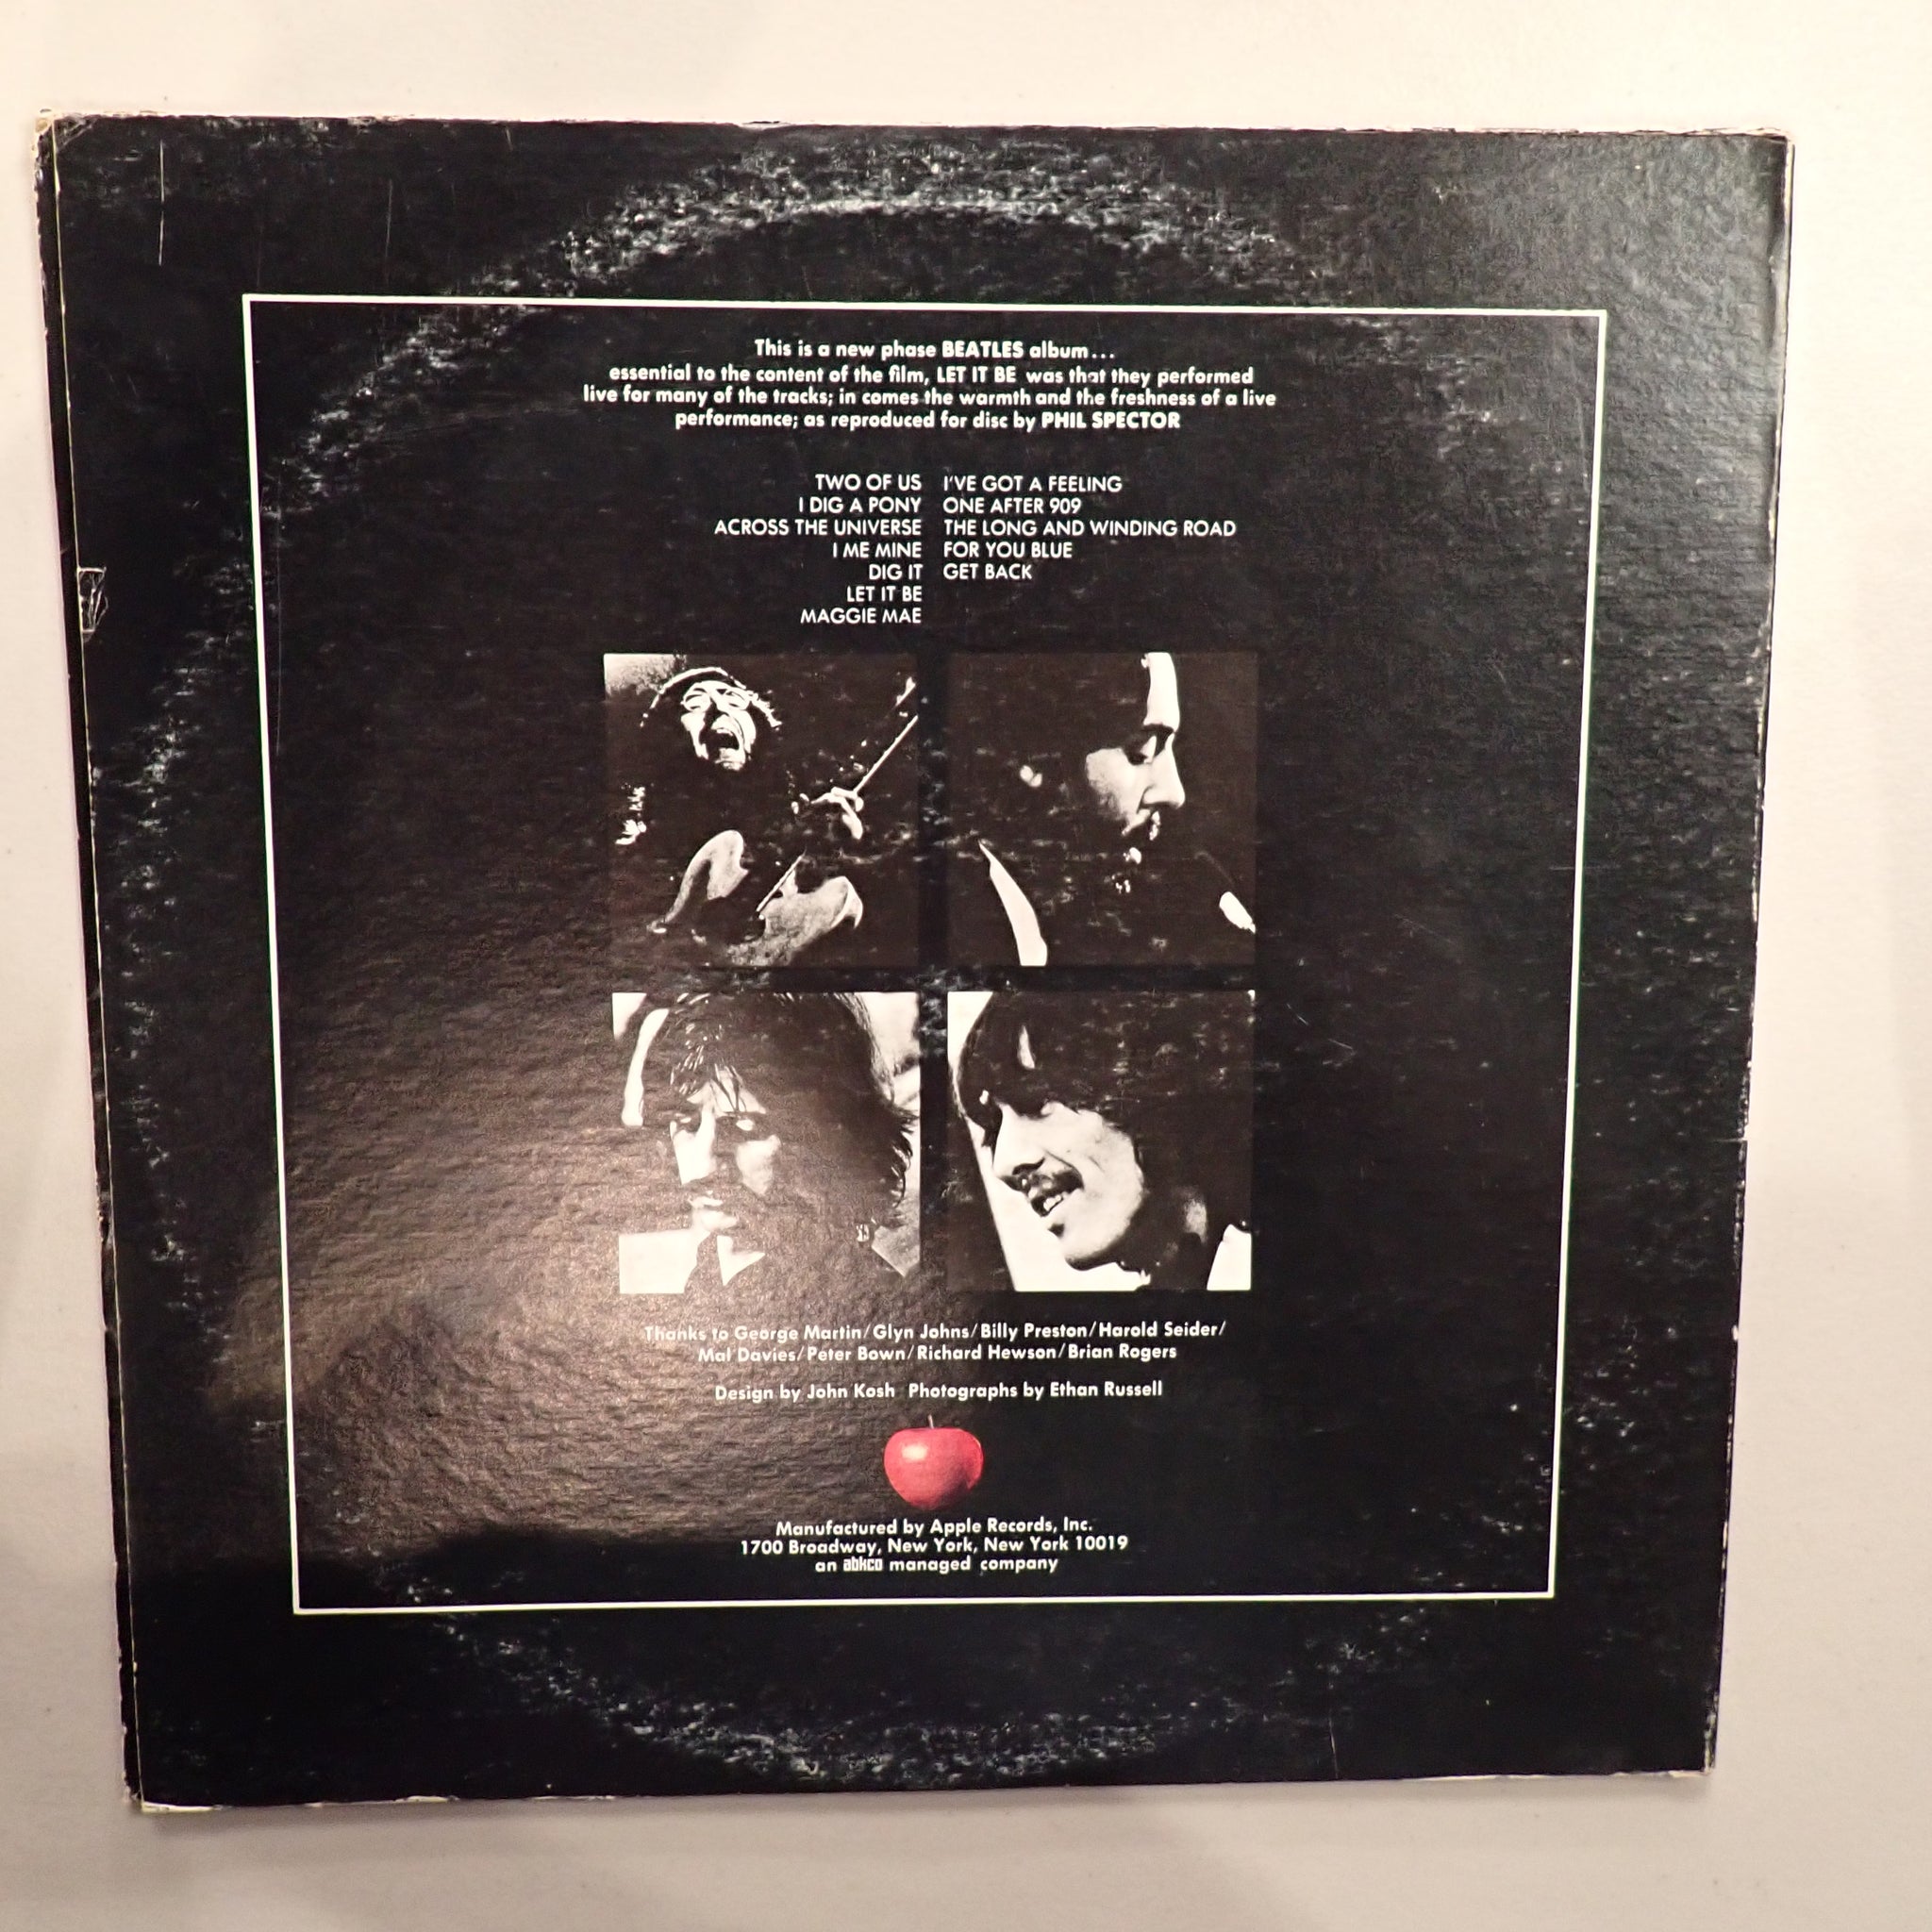 This is a new phase BEATLES album...
essential to the content of the film, LET IT BE was that they performed
live for many of the tracks; in comes the warmth and the freshness of a live
performance; as reproduced for disc by PHIL SPECTOR
TWO OF US
I DIG A PONY
ACROSS THE UNIVERSE
I ME MINE
DIG IT
LET IT BE
MAGGIE MAE
I'VE GOT A FEELING
ONE AFTER 909
THE LONG AND WINDING ROAD
FOR YOU BLUE
GET BACK
Thanks to George Martin/Glyn Johns/Billy Preston/Harold Seider/
Mal Davies/Peter Bown/Richard Hewson/Brian Rogers
Design by John Kosh Photographs by Ethan Russell
Manufactured by Apple Records, Inc.
1700 Broadway, New York, New York 10019
an abkco managed company